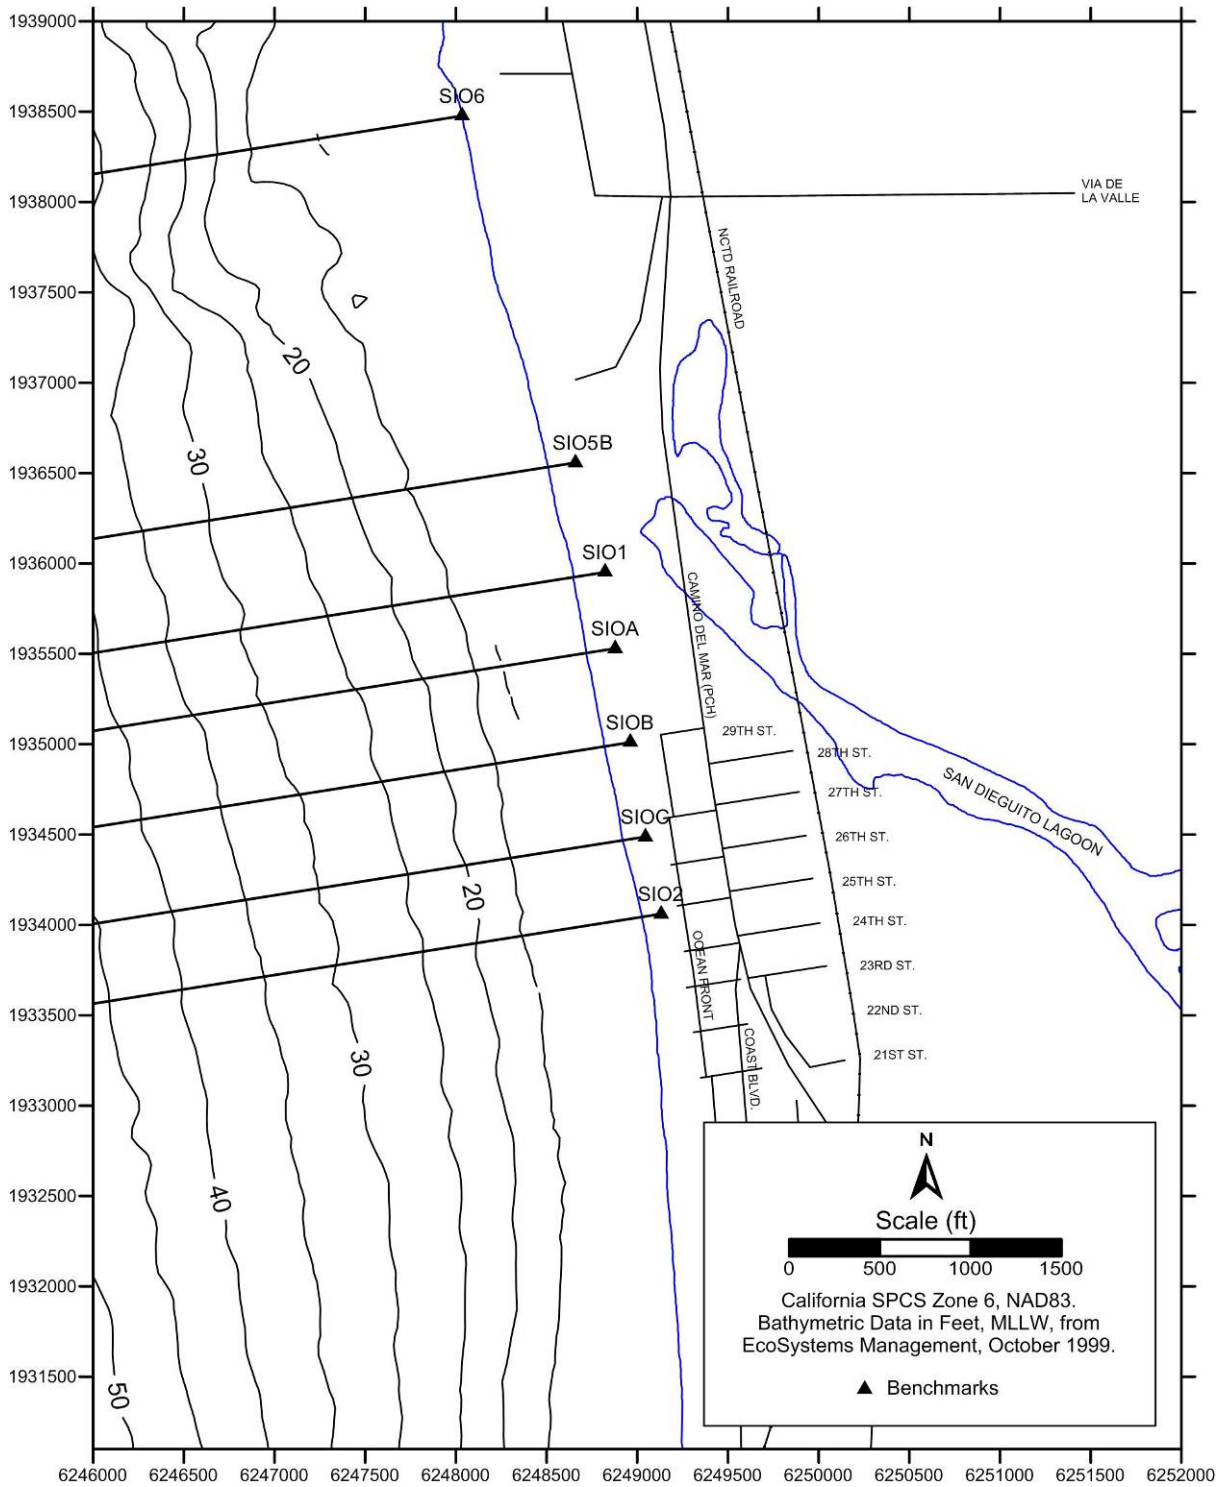 1939000
1938500
1938000
1937500
1937000
1936500
1936000
1935500
1935000
1934500
1934000
1933500
1933000
1932500
1932000
1931500
SIO6
VIA DE
LA VALLE
NCTD RAILROAD
20
30
SIO5B
SIO1
SIOA
CAMINO DEL MAR (PCH)
SIOB
29TH ST.
28TH ST.
SAN DIEGUITO LAGOON
27TH ST.
SIOG
26TH ST.
25TH ST.
20
SIO2
24TH ST.
OCEAN FRONT
23RD ST.
22ND ST.
30
COAST BLVD.
21ST ST.
40
50
N
Scale (ft)
0 500 1000 1500
California SPCS Zone 6, NAD83.
Bathymetric Data in Feet, MLLW, from
EcoSystems Management, October 1999.
Benchmarks
6246000 6246500 6247000 6247500 6248000 6248500 6249000 6249500 6250000 6250500 6251000 6251500 6252000